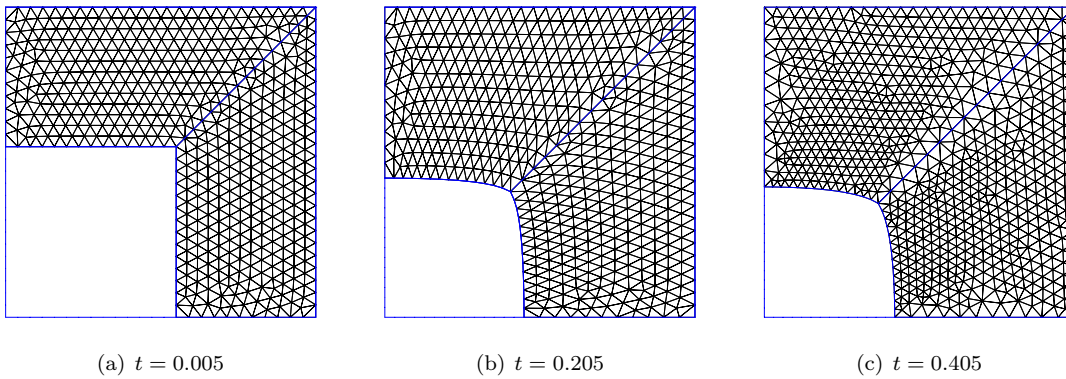 (a) t = 0.005
(b) t = 0.205
(c) t = 0.405